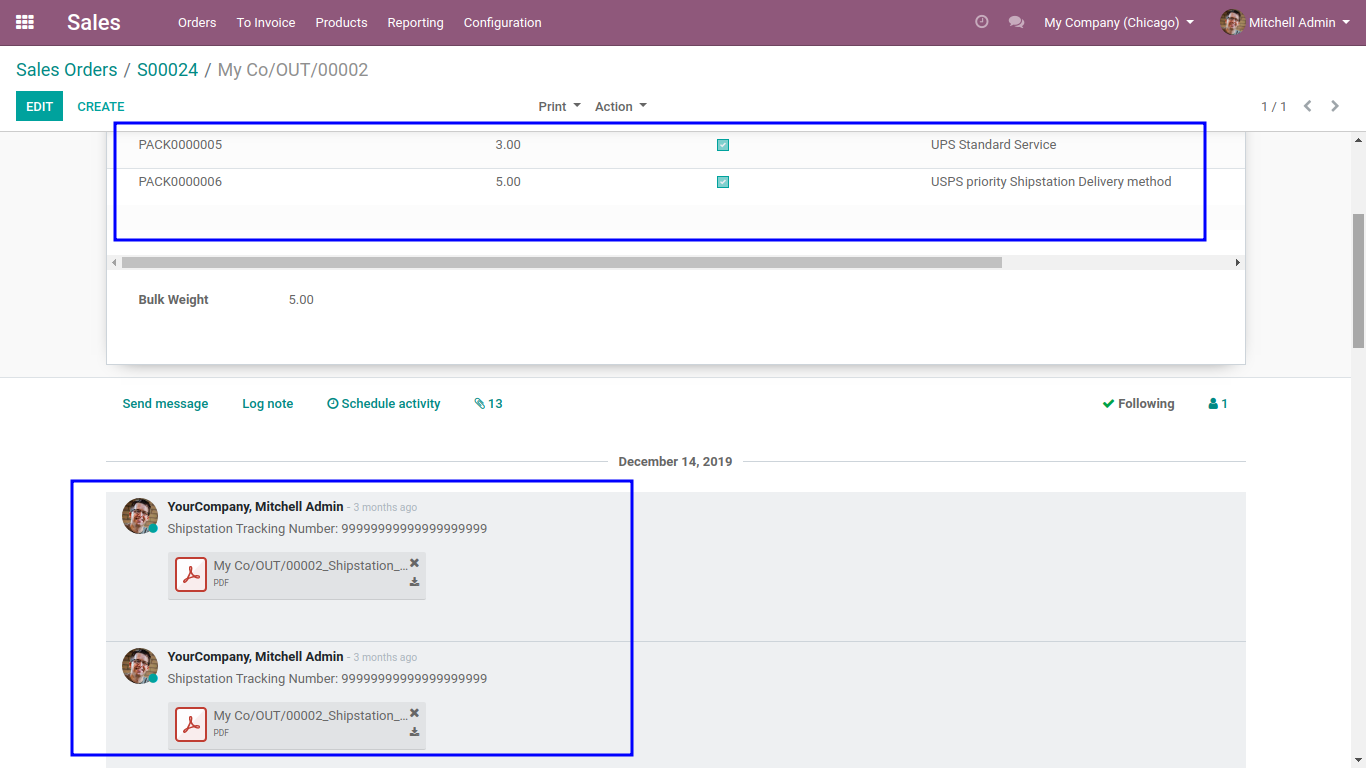 Sales Orders To Invoice Products Reporting Configuration My Company (Chicago) Mitchell Admin
Sales Orders / S00024 / My Co/OUT/00002
EDIT CREATE Print Action 1 / 1
PACK0000005 3.00 UPS Standard Service
PACK0000006 5.00 USPS priority Shipstation Delivery method
Bulk Weight 5.00
Send message Log note Schedule activity 13 Following 1
December 14, 2019
YourCompany, Mitchell Admin - 3 months ago
Shipstation Tracking Number: 99999999999999999999
My Co/OUT/00002_Shipstation_...
PDF
YourCompany, Mitchell Admin - 3 months ago
Shipstation Tracking Number: 99999999999999999999
My Co/OUT/00002_Shipstation_...
PDF